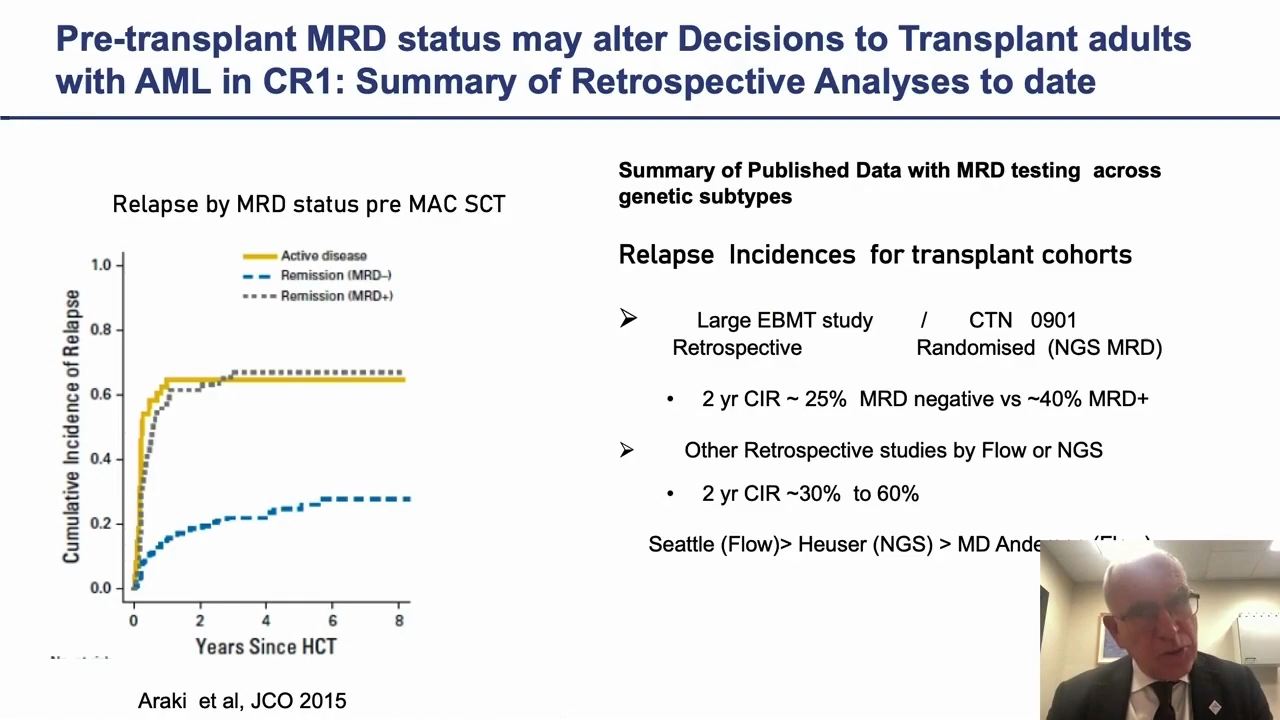 Pre-transplant MRD status may alter Decisions to Transplant adults
with AML in CR1: Summary of Retrospective Analyses to date
Relapse by MRD status pre MAC SCT
Active disease
Remission (MRD–)
Remission (MRD+)
Cumulative Incidence of Relapse
1.0
0.8
0.6
0.4
0.2
0.0
0 2 4 6 8
Years Since HCT
Araki et al, JCO 2015
Summary of Published Data with MRD testing across
genetic subtypes
Relapse Incidences for transplant cohorts
➢ Large EBMT study / CTN 0901
Retrospective Randomised (NGS MRD)
• 2 yr CIR ~ 25% MRD negative vs ~40% MRD+
➢ Other Retrospective studies by Flow or NGS
• 2 yr CIR ~30% to 60%
Seattle (Flow)> Heuser (NGS) > MD